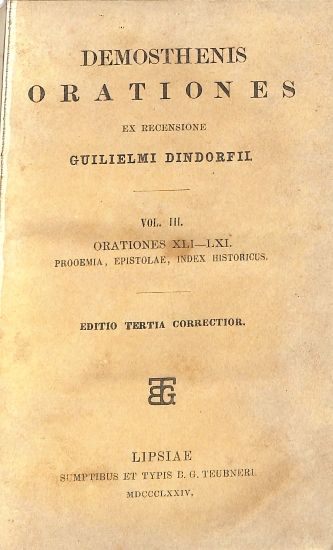 DEMOSTHENIS
ORATIONES
EX RECENSIONE
GUILIELMI DINDORFII.
VOL. III.
ORATIONES XLI—LXI.
PROOEMIA, EPISTOLAE, INDEX HISTORICUS.
EDITIO TERTIA CORRECTIOR.
BTG
LIPSIAE
SUMPTIBUS ET TYPIS B. G. TEUBNERI.
MDCCCLXXIV.